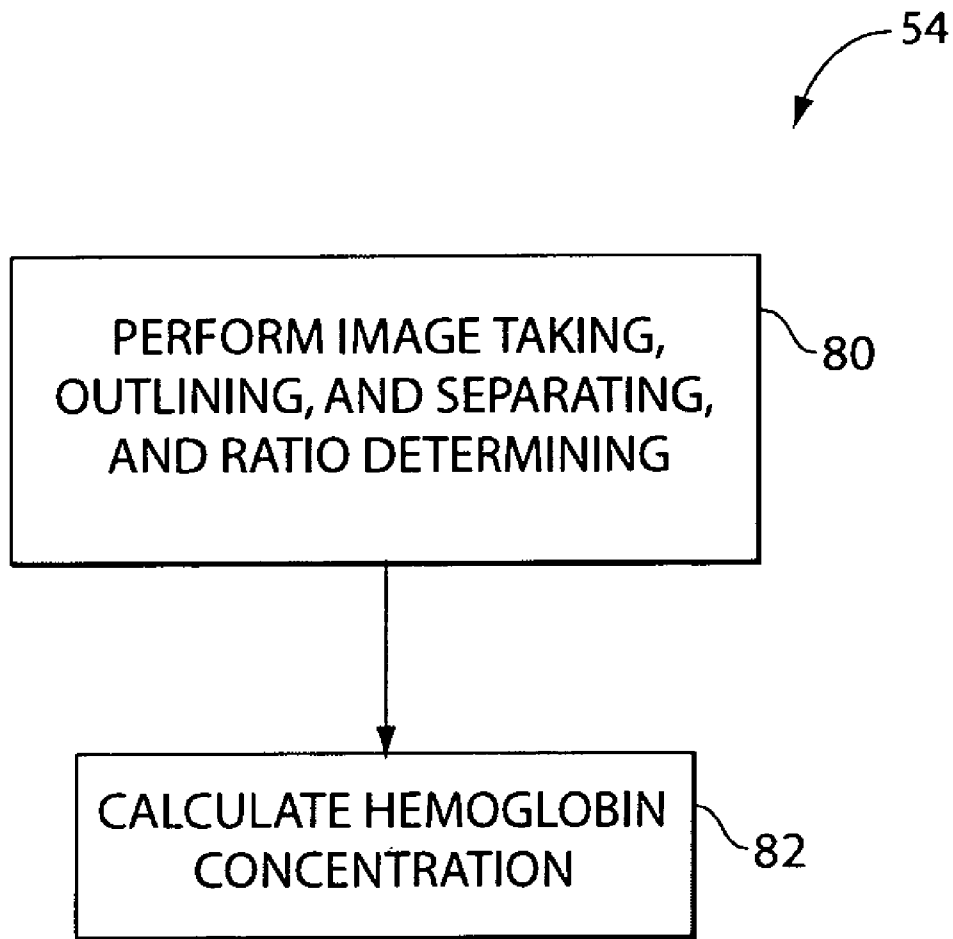 54
PERFORM IMAGE TAKING,
OUTLINING, AND SEPARATING,
AND RATIO DETERMINING
80
CALCULATE HEMOGLOBIN
CONCENTRATION
82